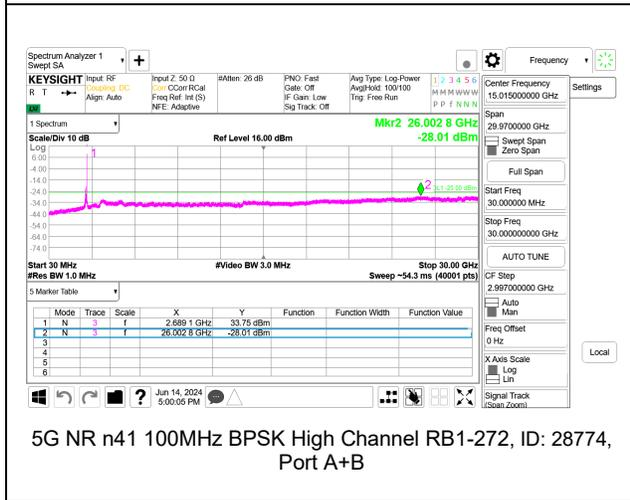 Spectrum Analyzer 1
Swept SA
Frequency
Settings
KEYSIGHT
R T
Input: RF
Coupling: DC
Align: Auto
Input Z: 50 Ω
Corr CCorr RCal
Freq Ref: Int (S)
NFE: Adaptive
#Atten: 26 dB
PNO: Fast
Gate: Off
IF Gain: Low
Sig Track: Off
Avg Type: Log-Power
Avg|Hold: 100/100
Trig: Free Run
1 2 3 4 5 6
M M M W W W
P P f N N N
1 Spectrum
Scale/Div 10 dB
Ref Level 16.00 dBm
Mkr2 26.002 8 GHz
-28.01 dBm
Log
6.00
-4.00
-14.0
-24.0
-34.0
-44.0
-54.0
-64.0
-74.0
1
2
Start 30 MHz
#Res BW 1.0 MHz
#Video BW 3.0 MHz
Stop 30.00 GHz
Sweep ~54.3 ms (40001 pts)
5 Marker Table
Mode Trace Scale X Y Function Function Width Function Value
1 N 3 f 2.689 1 GHz 33.75 dBm
2 N 3 f 26.002 8 GHz -28.01 dBm
3
4
5
6
Jun 14, 2024
5:00:05 PM
Center Frequency
15.015000000 GHz
Span
29.9700000 GHz
Swept Span
Zero Span
Full Span
Start Freq
30.000000 MHz
Stop Freq
30.000000000 GHz
AUTO TUNE
CF Step
2.997000000 GHz
Auto
Man
Freq Offset
0 Hz
X Axis Scale
Log
Lin
Signal Track
(Span Zoom)
Local
5G NR n41 100MHz BPSK High Channel RB1-272, ID: 28774,
Port A+B